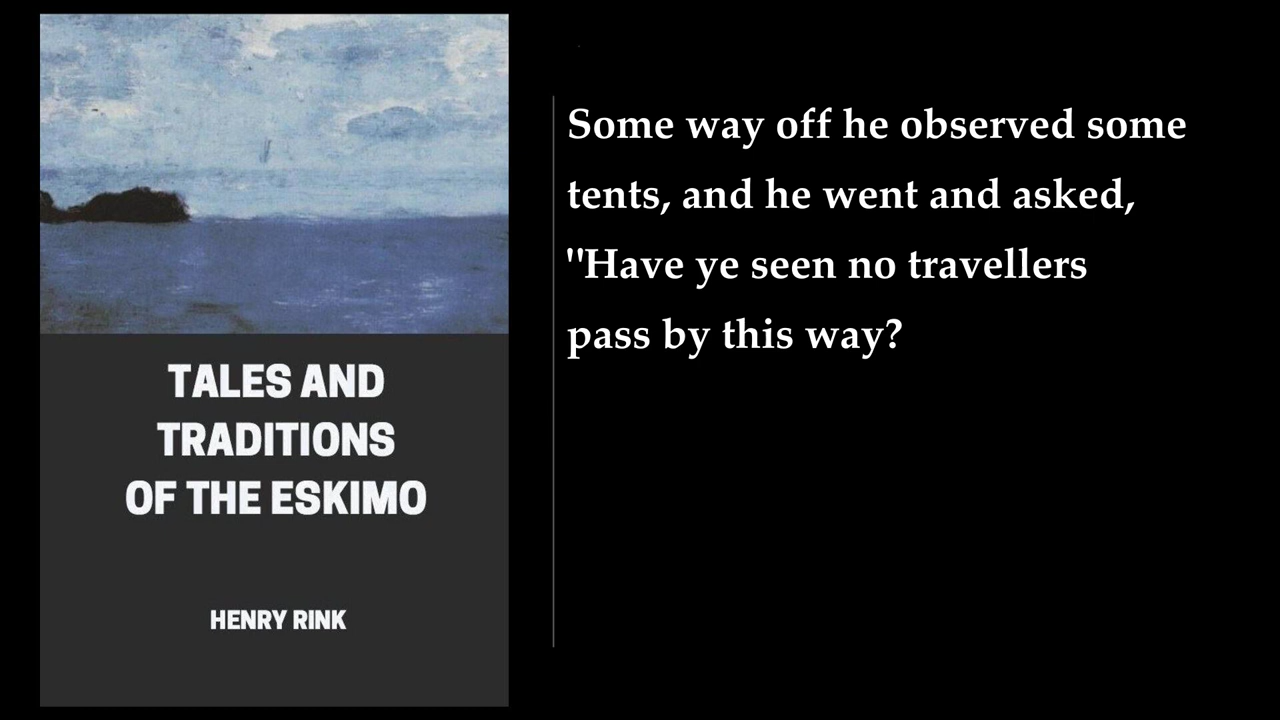 TALES AND
TRADITIONS
OF THE ESKIMO
HENRY RINK
Some way off he observed some
tents, and he went and asked,
"Have ye seen no travellers
pass by this way?